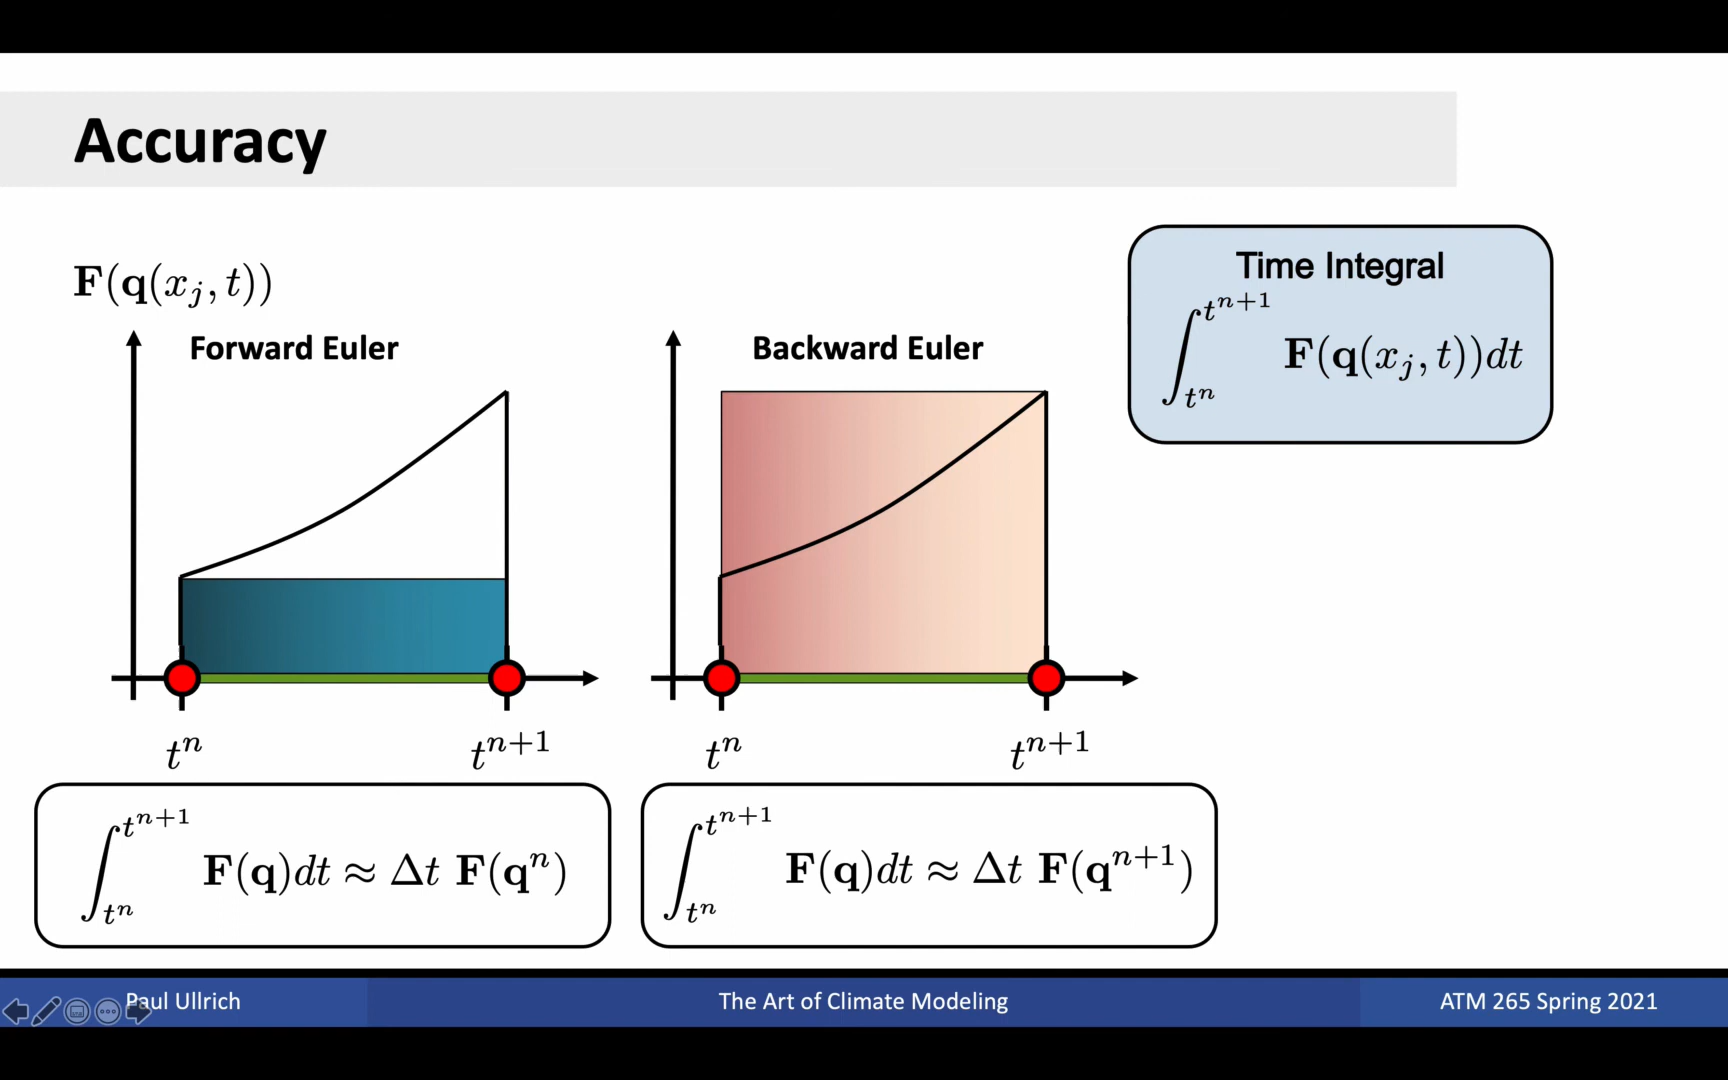 Accuracy
F(q(x_j, t))
Forward Euler
Backward Euler
Time Integral
∫_{t^n}^{t^{n+1}} F(q(x_j, t))dt
t^n
t^{n+1}
t^n
t^{n+1}
∫_{t^n}^{t^{n+1}} F(q)dt ≈ Δt F(q^n)
∫_{t^n}^{t^{n+1}} F(q)dt ≈ Δt F(q^{n+1})
Paul Ullrich
The Art of Climate Modeling
ATM 265 Spring 2021